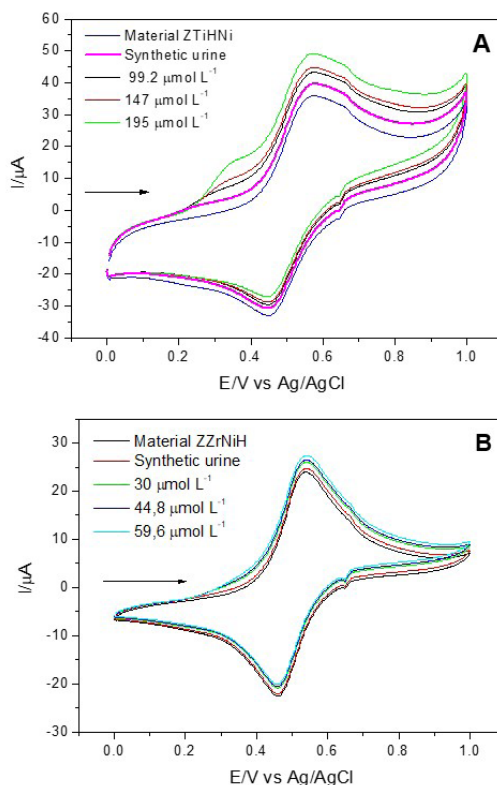 A
Material ZTiHNi
Synthetic urine
99.2 μmol L⁻¹
147 μmol L⁻¹
195 μmol L⁻¹
60
50
40
30
20
10
0
-10
-20
-30
-40
I/μA
0.0 0.2 0.4 0.6 0.8 1.0
E/V vs Ag/AgCl
B
Material ZZrNiH
Synthetic urine
30 μmol L⁻¹
44,8 μmol L⁻¹
59,6 μmol L⁻¹
30
20
10
0
-10
-20
-30
I/μA
0.0 0.2 0.4 0.6 0.8 1.0
E/V vs Ag/AgCl